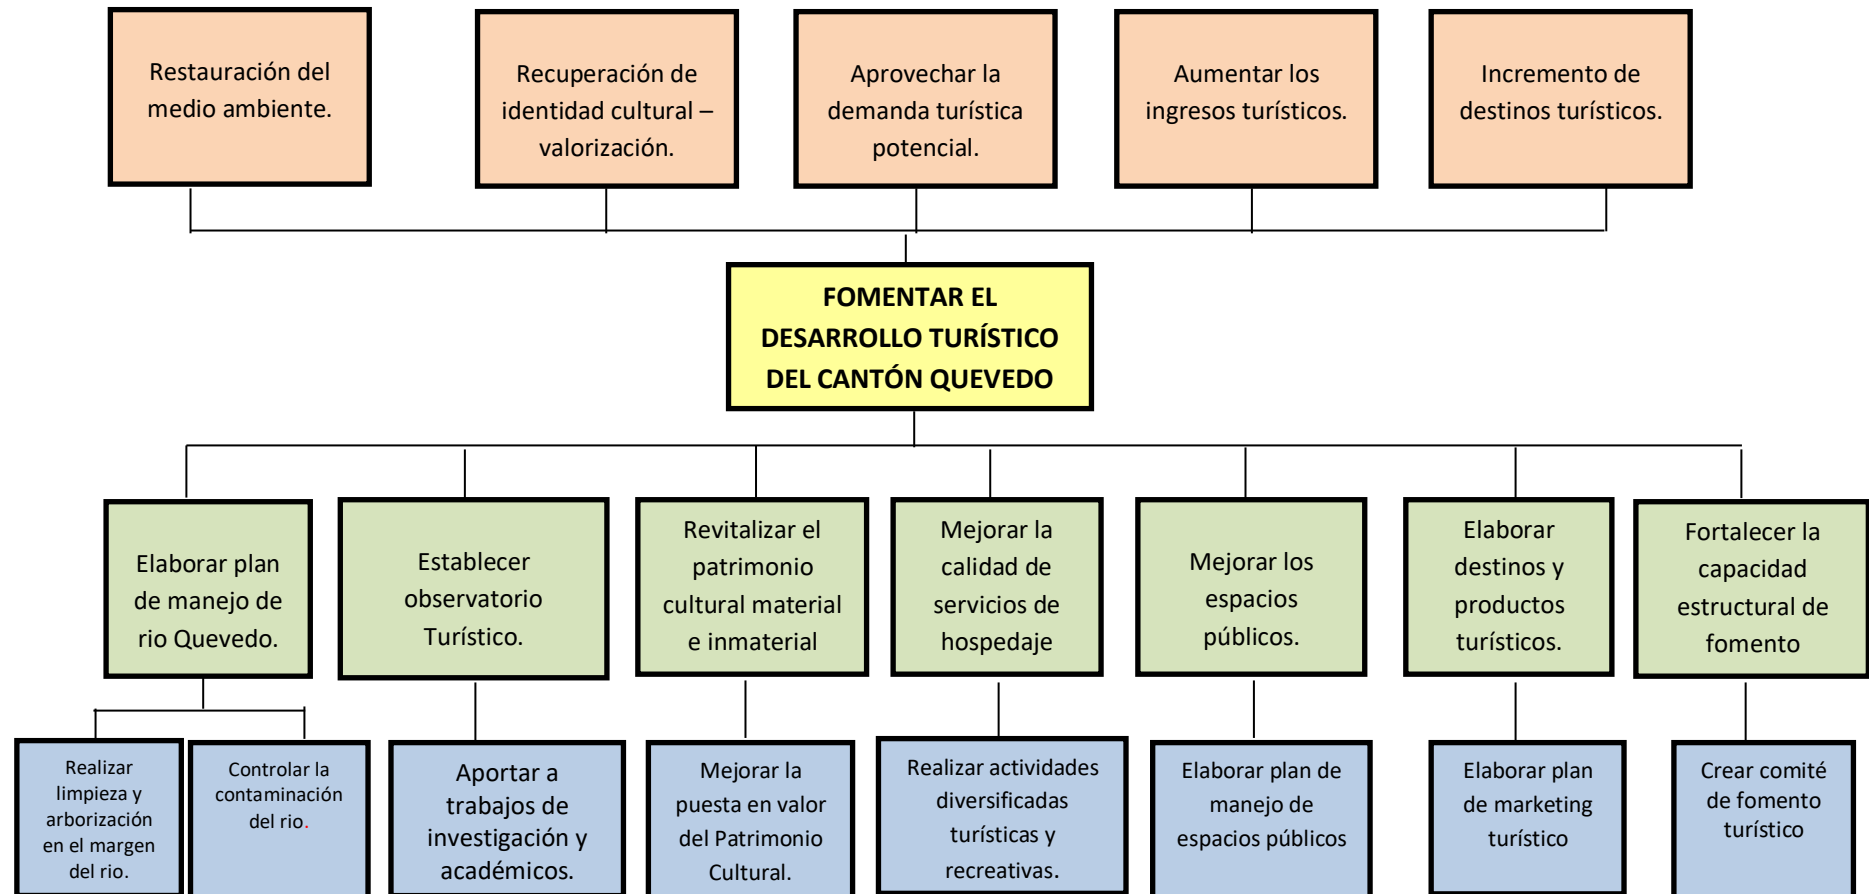 Restauración del
medio ambiente.
Recuperación de
identidad cultural –
valorización.
Aprovechar la
demanda turística
potencial.
Aumentar los
ingresos turísticos.
Incremento de
destinos turísticos.
FOMENTAR EL
DESARROLLO TURÍSTICO
DEL CANTÓN QUEVEDO
Elaborar plan
de manejo de
rio Quevedo.
Establecer
observatorio
Turístico.
Revitalizar el
patrimonio
cultural material
e inmaterial
Mejorar la
calidad de
servicios de
hospedaje
Mejorar los
espacios
públicos.
Elaborar
destinos y
productos
turísticos.
Fortalecer la
capacidad
estructural de
fomento
Realizar
limpieza y
arborización
en el margen
del rio.
Controlar la
contaminación
del rio.
Aportar a
trabajos de
investigación y
académicos.
Mejorar la
puesta en valor
del Patrimonio
Cultural.
Realizar actividades
diversificadas
turísticas y
recreativas.
Elaborar plan de
manejo de
espacios públicos
Elaborar plan
de marketing
turístico
Crear comité
de fomento
turístico